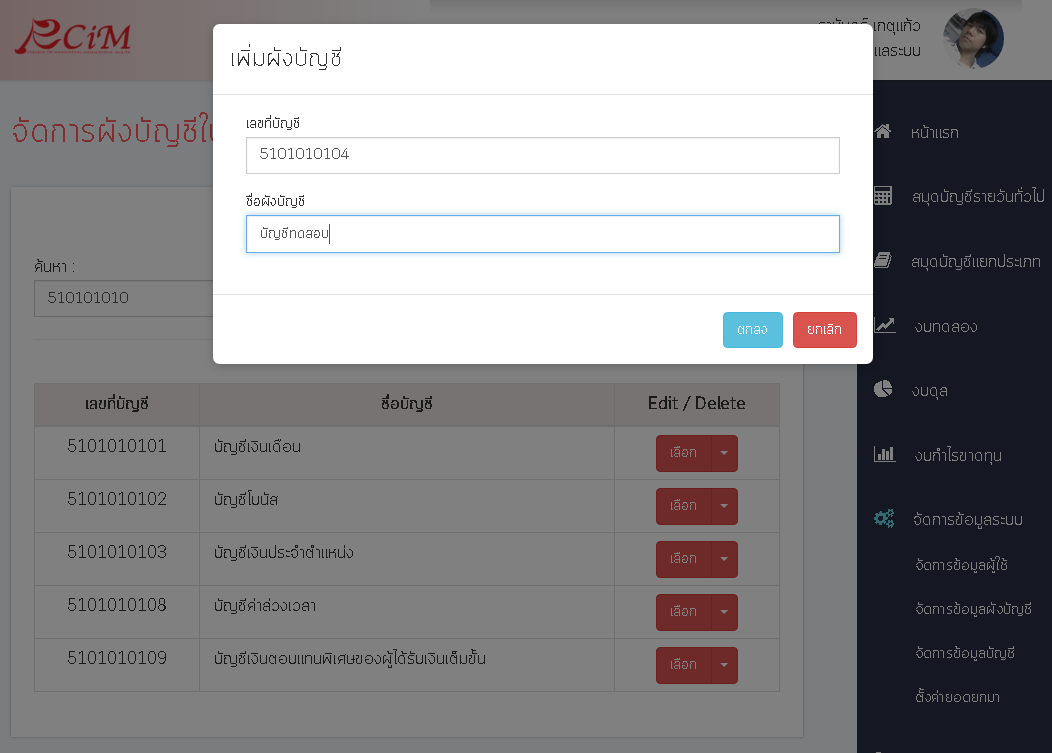 RCiM
เกตุแก้ว
เพิ่มผังบัญชี
เลขที่บัญชี
5101010104
ชื่อผังบัญชี
บัญชีทดสอบ
ตกลง ยกเลิก
จัดการผังบัญชีใน
ค้นหา :
510101010
เลขที่บัญชี ชื่อบัญชี Edit / Delete
5101010101 บัญชีเงินเดือน เลือก
5101010102 บัญชีโบนัส เลือก
5101010103 บัญชีเงินประจำตำแหน่ง เลือก
5101010108 บัญชีค่าล่วงเวลา เลือก
5101010109 บัญชีเงินตอบแทนพิเศษของผู้ได้รับเงินเต็มขั้น เลือก
หน้าแรก
สมุดบัญชีรายวันทั่วไป
สมุดบัญชีแยกประเภท
งบทดลอง
งบดุล
งบกำไรขาดทุน
จัดการข้อมูลระบบ
จัดการข้อมูลผู้ใช้
จัดการข้อมูลผังบัญชี
จัดการข้อมูลบัญชี
ตั้งค่ายอดยกมา